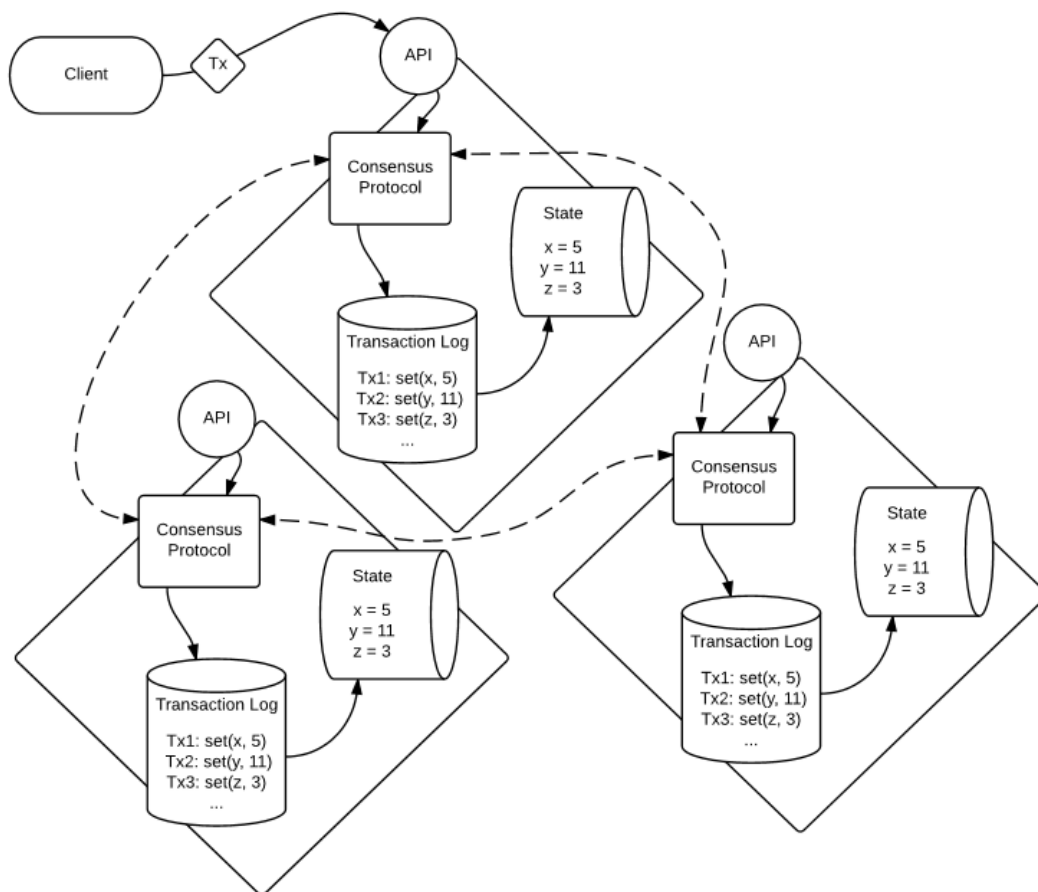 Client
Tx
API
Consensus
Protocol
State
x = 5
y = 11
z = 3
Transaction Log
Tx1: set(x, 5)
Tx2: set(y, 11)
Tx3: set(z, 3)
...
API
Consensus
Protocol
State
x = 5
y = 11
z = 3
Transaction Log
Tx1: set(x, 5)
Tx2: set(y, 11)
Tx3: set(z, 3)
...
API
Consensus
Protocol
State
x = 5
y = 11
z = 3
Transaction Log
Tx1: set(x, 5)
Tx2: set(y, 11)
Tx3: set(z, 3)
...